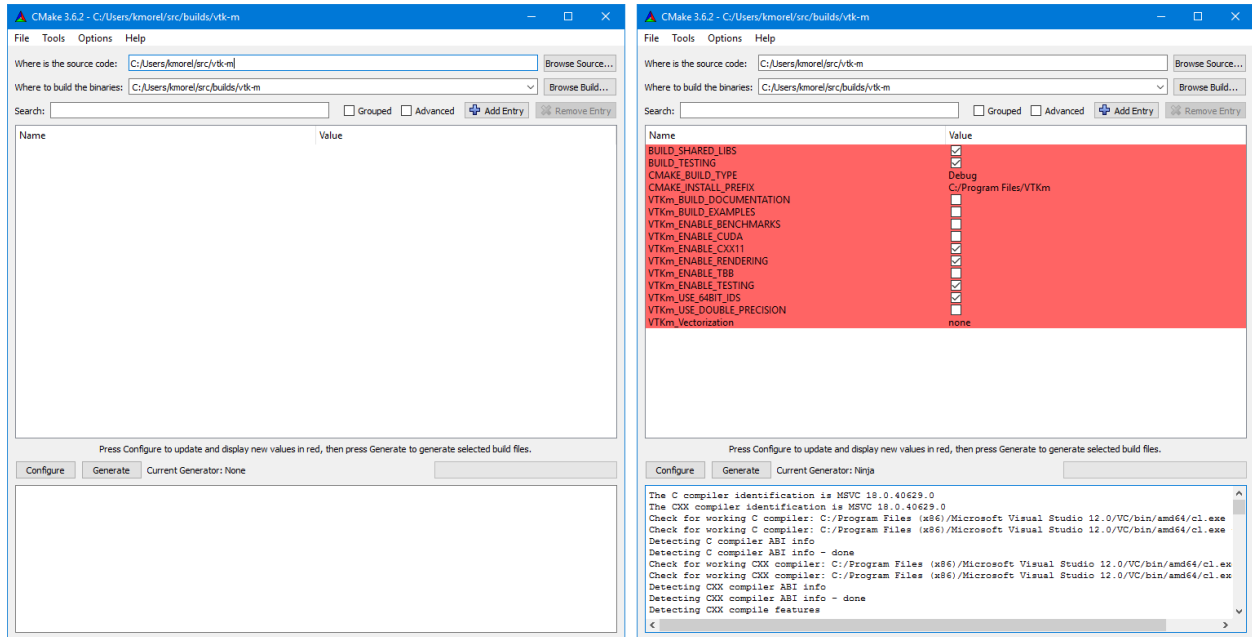 CMake 3.6.2 - C:/Users/kmorel/src/builds/vtk-m
File Tools Options Help
Where is the source code: C:/Users/kmorel/src/vtk-m Browse Source...
Where to build the binaries: C:/Users/kmorel/src/builds/vtk-m Browse Build...
Search: Grouped Advanced Add Entry Remove Entry
Name Value
Press Configure to update and display new values in red, then press Generate to generate selected build files.
Configure Generate Current Generator: None
CMake 3.6.2 - C:/Users/kmorel/src/builds/vtk-m
File Tools Options Help
Where is the source code: C:/Users/kmorel/src/vtk-m Browse Source...
Where to build the binaries: C:/Users/kmorel/src/builds/vtk-m Browse Build...
Search: Grouped Advanced Add Entry Remove Entry
Name Value
BUILD_SHARED_LIBS
BUILD_TESTING
CMAKE_BUILD_TYPE Debug
CMAKE_INSTALL_PREFIX C:/Program Files/VTKm
VTKm_BUILD_DOCUMENTATION
VTKm_BUILD_EXAMPLES
VTKm_ENABLE_BENCHMARKS
VTKm_ENABLE_CUDA
VTKm_ENABLE_CXX11
VTKm_ENABLE_RENDERING
VTKm_ENABLE_TBB
VTKm_ENABLE_TESTING
VTKm_USE_64BIT_IDS
VTKm_USE_DOUBLE_PRECISION
VTKm_Vectorization none
Press Configure to update and display new values in red, then press Generate to generate selected build files.
Configure Generate Current Generator: Ninja
The C compiler identification is MSVC 18.0.40629.0
The CXX compiler identification is MSVC 18.0.40629.0
Check for working C compiler: C:/Program Files (x86)/Microsoft Visual Studio 12.0/VC/bin/amd64/cl.exe
Check for working C compiler: C:/Program Files (x86)/Microsoft Visual Studio 12.0/VC/bin/amd64/cl.exe
Detecting C compiler ABI info
Detecting C compiler ABI info - done
Check for working CXX compiler: C:/Program Files (x86)/Microsoft Visual Studio 12.0/VC/bin/amd64/cl.ex
Check for working CXX compiler: C:/Program Files (x86)/Microsoft Visual Studio 12.0/VC/bin/amd64/cl.ex
Detecting CXX compiler ABI info
Detecting CXX compiler ABI info - done
Detecting CXX compile features